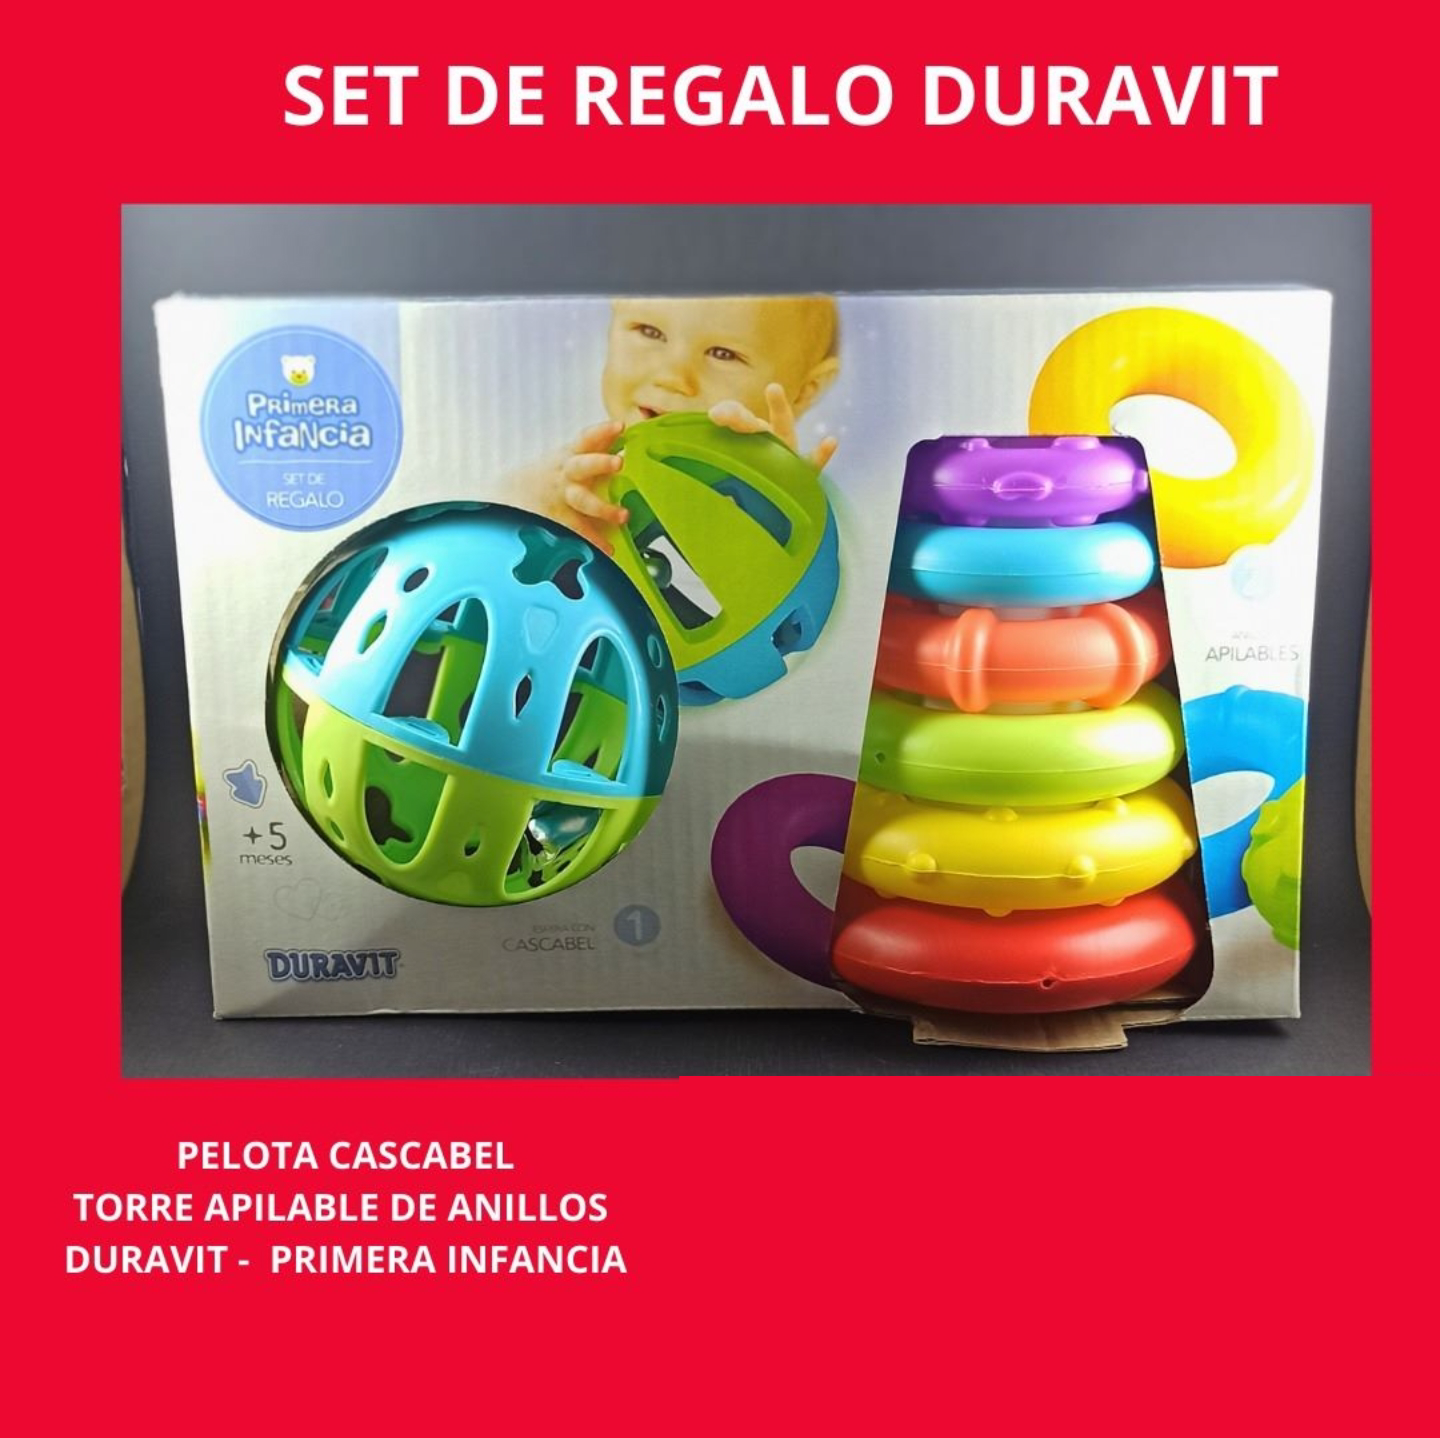 SET DE REGALO DURAVIT
PRimeRA
INfaNcia
SET DE
REGALO
APILABLES
+5
meses
CASCABEL
1
DURAVIT
PELOTA CASCABEL
TORRE APILABLE DE ANILLOS
DURAVIT - PRIMERA INFANCIA